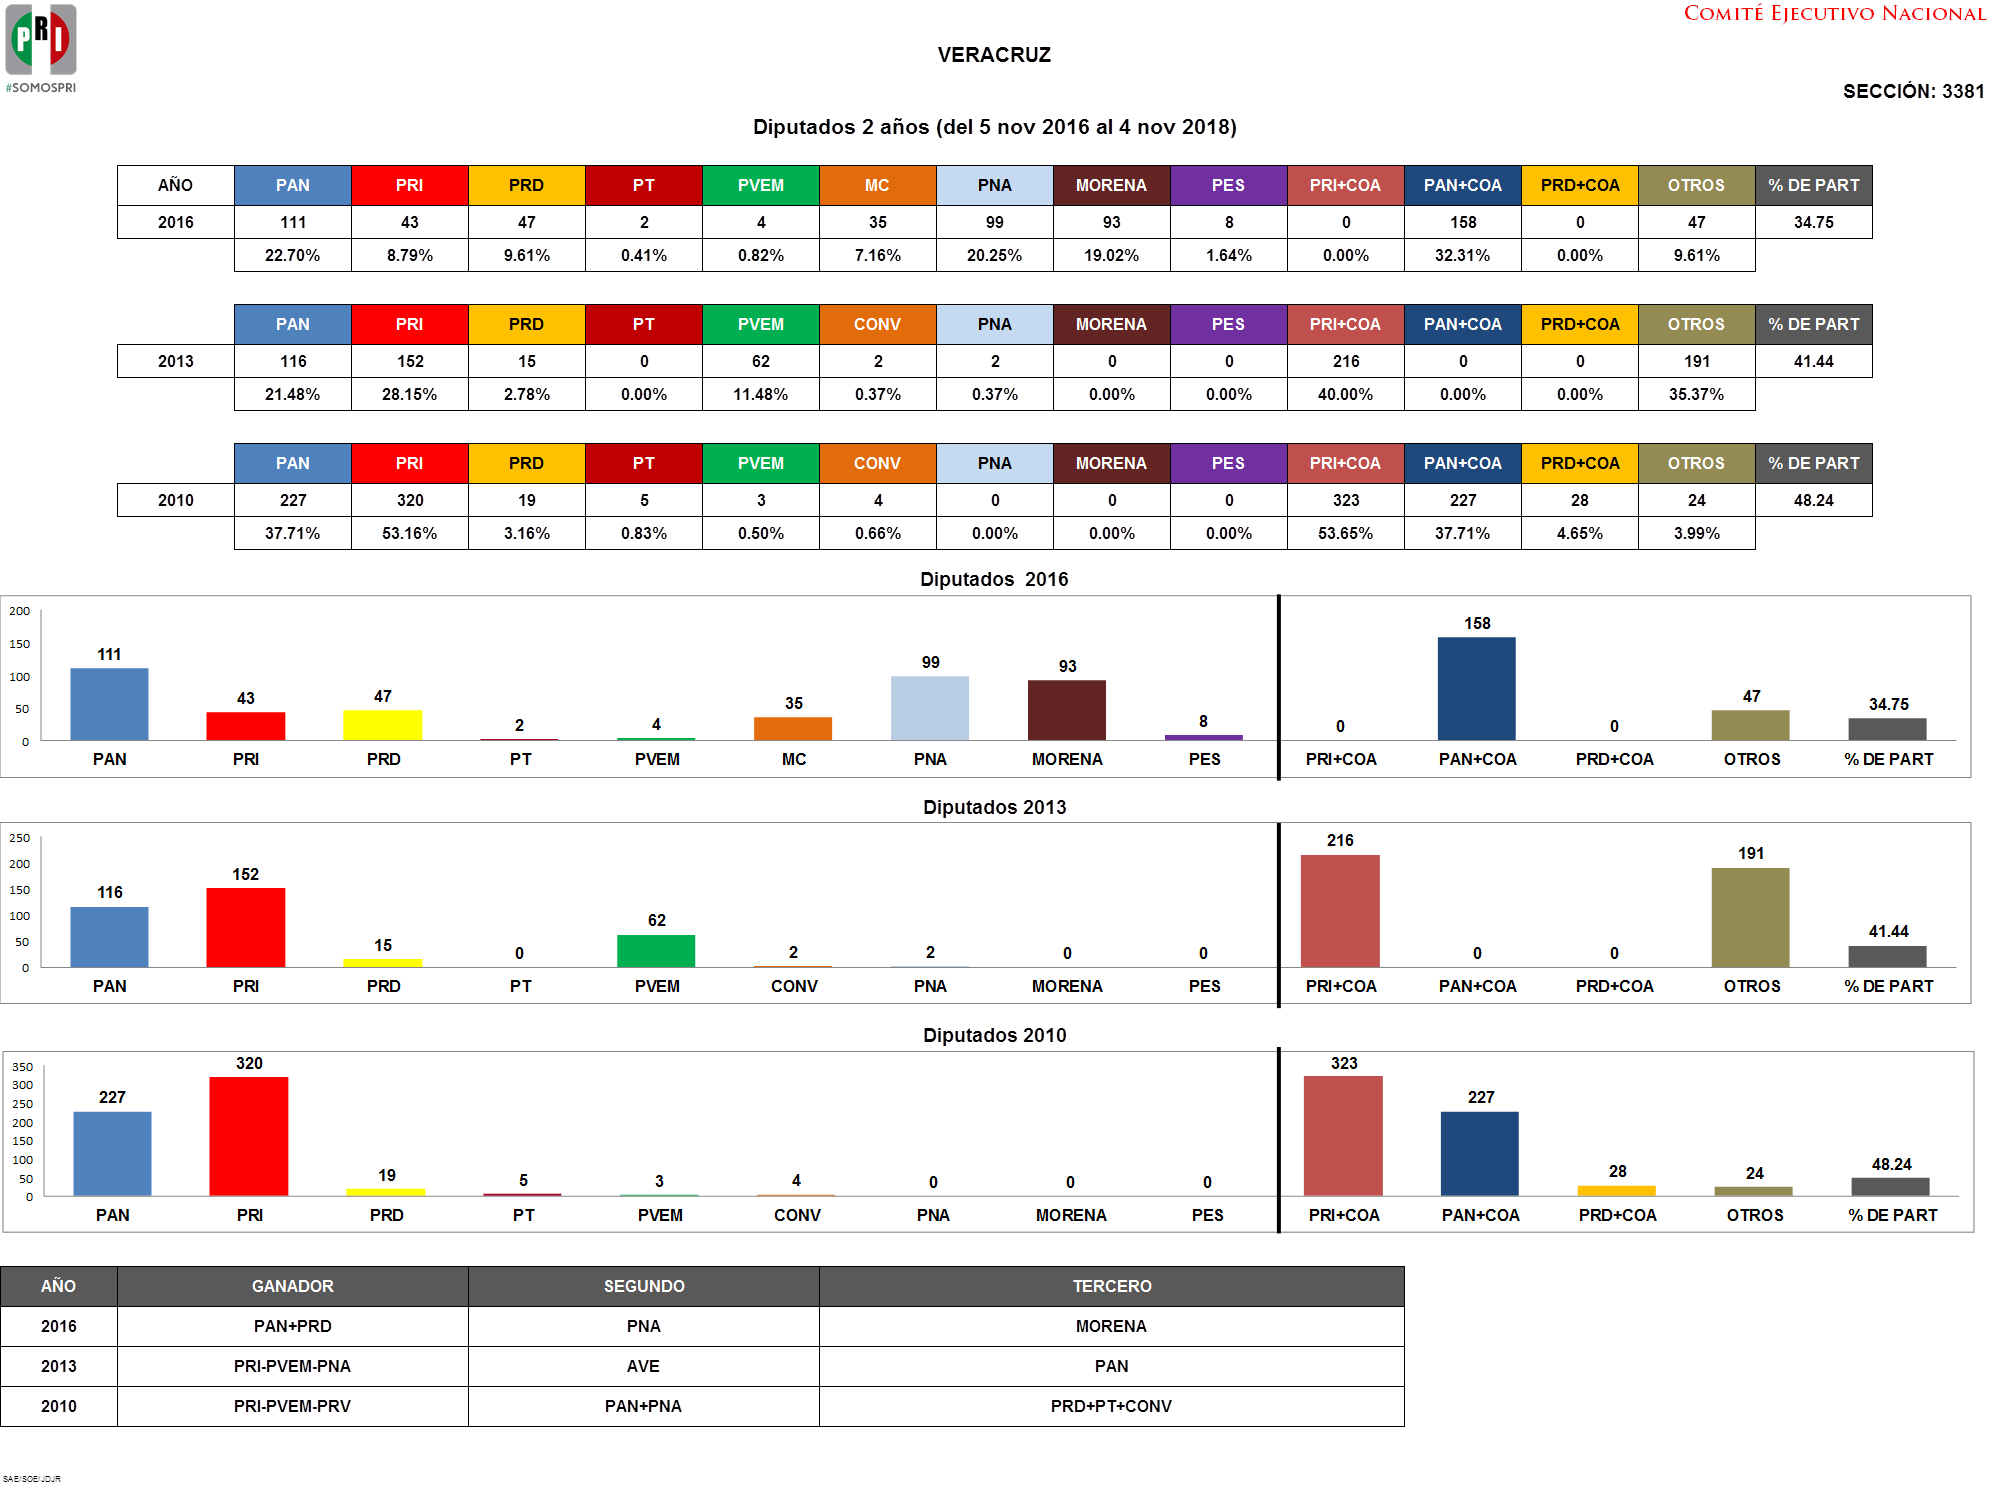 PRI
#SOMOSPRI
COMITÉ EJECUTIVO NACIONAL
VERACRUZ
SECCIÓN: 3381
Diputados 2 años (del 5 nov 2016 al 4 nov 2018)
AÑO PAN PRI PRD PT PVEM MC PNA MORENA PES PRI+COA PAN+COA PRD+COA OTROS % DE PART
2016 111 43 47 2 4 35 99 93 8 0 158 0 47 34.75
22.70% 8.79% 9.61% 0.41% 0.82% 7.16% 20.25% 19.02% 1.64% 0.00% 32.31% 0.00% 9.61%
PAN PRI PRD PT PVEM CONV PNA MORENA PES PRI+COA PAN+COA PRD+COA OTROS % DE PART
2013 116 152 15 0 62 2 2 0 0 216 0 0 191 41.44
21.48% 28.15% 2.78% 0.00% 11.48% 0.37% 0.37% 0.00% 0.00% 40.00% 0.00% 0.00% 35.37%
PAN PRI PRD PT PVEM CONV PNA MORENA PES PRI+COA PAN+COA PRD+COA OTROS % DE PART
2010 227 320 19 5 3 4 0 0 0 323 227 28 24 48.24
37.71% 53.16% 3.16% 0.83% 0.50% 0.66% 0.00% 0.00% 0.00% 53.65% 37.71% 4.65% 3.99%
Diputados 2016
200
150
100
50
0
111 43 47 2 4 35 99 93 8 0 158 0 47 34.75
PAN PRI PRD PT PVEM MC PNA MORENA PES PRI+COA PAN+COA PRD+COA OTROS % DE PART
Diputados 2013
250
200
150
100
50
0
116 152 15 0 62 2 2 0 0 216 0 0 191 41.44
PAN PRI PRD PT PVEM CONV PNA MORENA PES PRI+COA PAN+COA PRD+COA OTROS % DE PART
Diputados 2010
350
300
250
200
150
100
50
0
227 320 19 5 3 4 0 0 0 323 227 28 24 48.24
PAN PRI PRD PT PVEM CONV PNA MORENA PES PRI+COA PAN+COA PRD+COA OTROS % DE PART
AÑO GANADOR SEGUNDO TERCERO
2016 PAN+PRD PNA MORENA
2013 PRI-PVEM-PNA AVE PAN
2010 PRI-PVEM-PRV PAN+PNA PRD+PT+CONV
SAE/SOE/JDJR